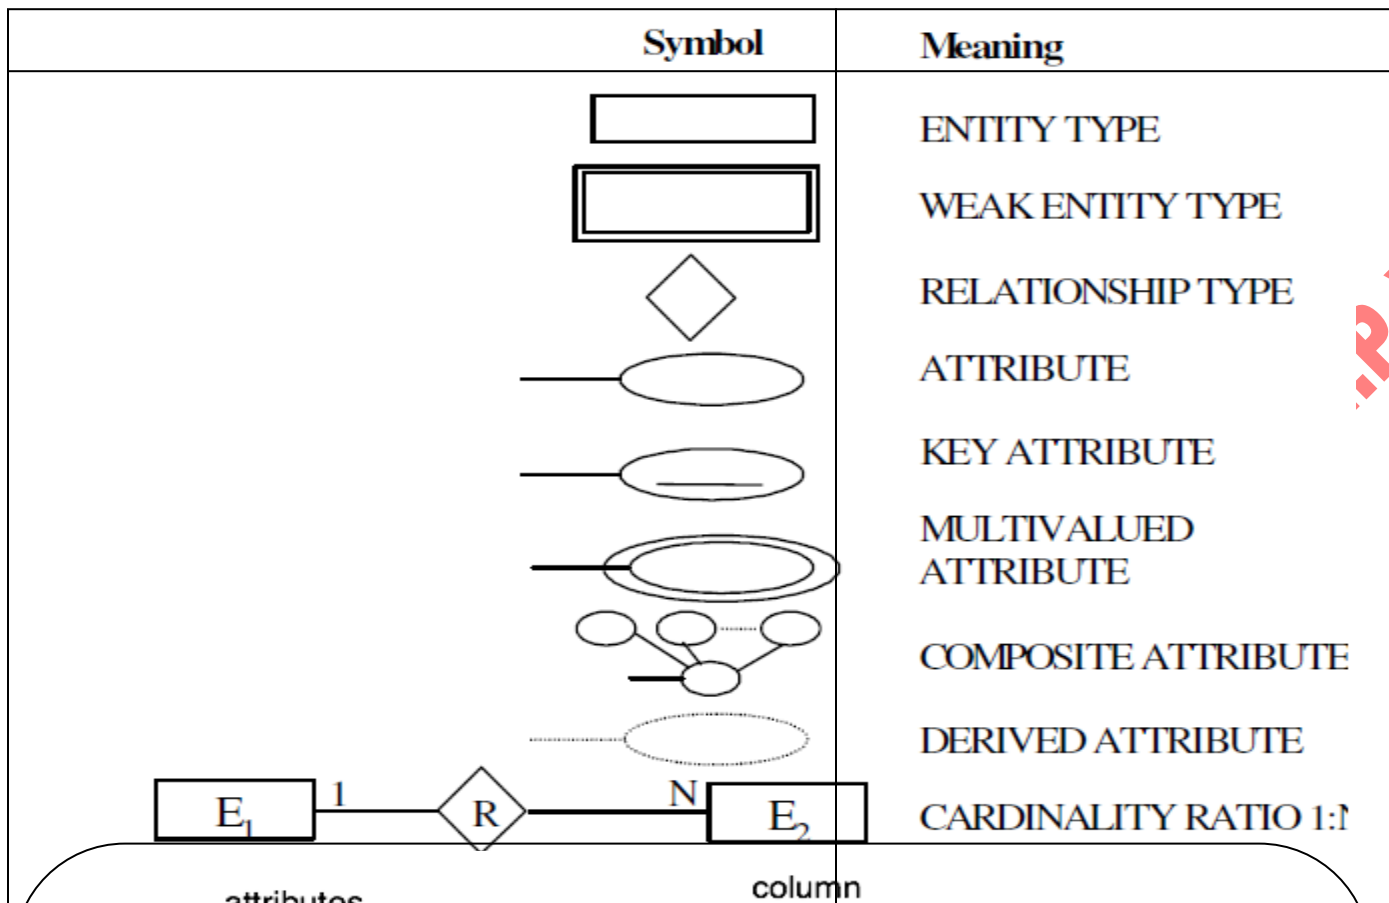 Symbol Meaning
ENTITY TYPE
WEAK ENTITY TYPE
RELATIONSHIP TYPE
ATTRIBUTE
KEY ATTRIBUTE
MULTIVALUED
ATTRIBUTE
COMPOSITE ATTRIBUTE
DERIVED ATTRIBUTE
E1 1 R N E2 CARDINALITY RATIO 1:N
attributes column